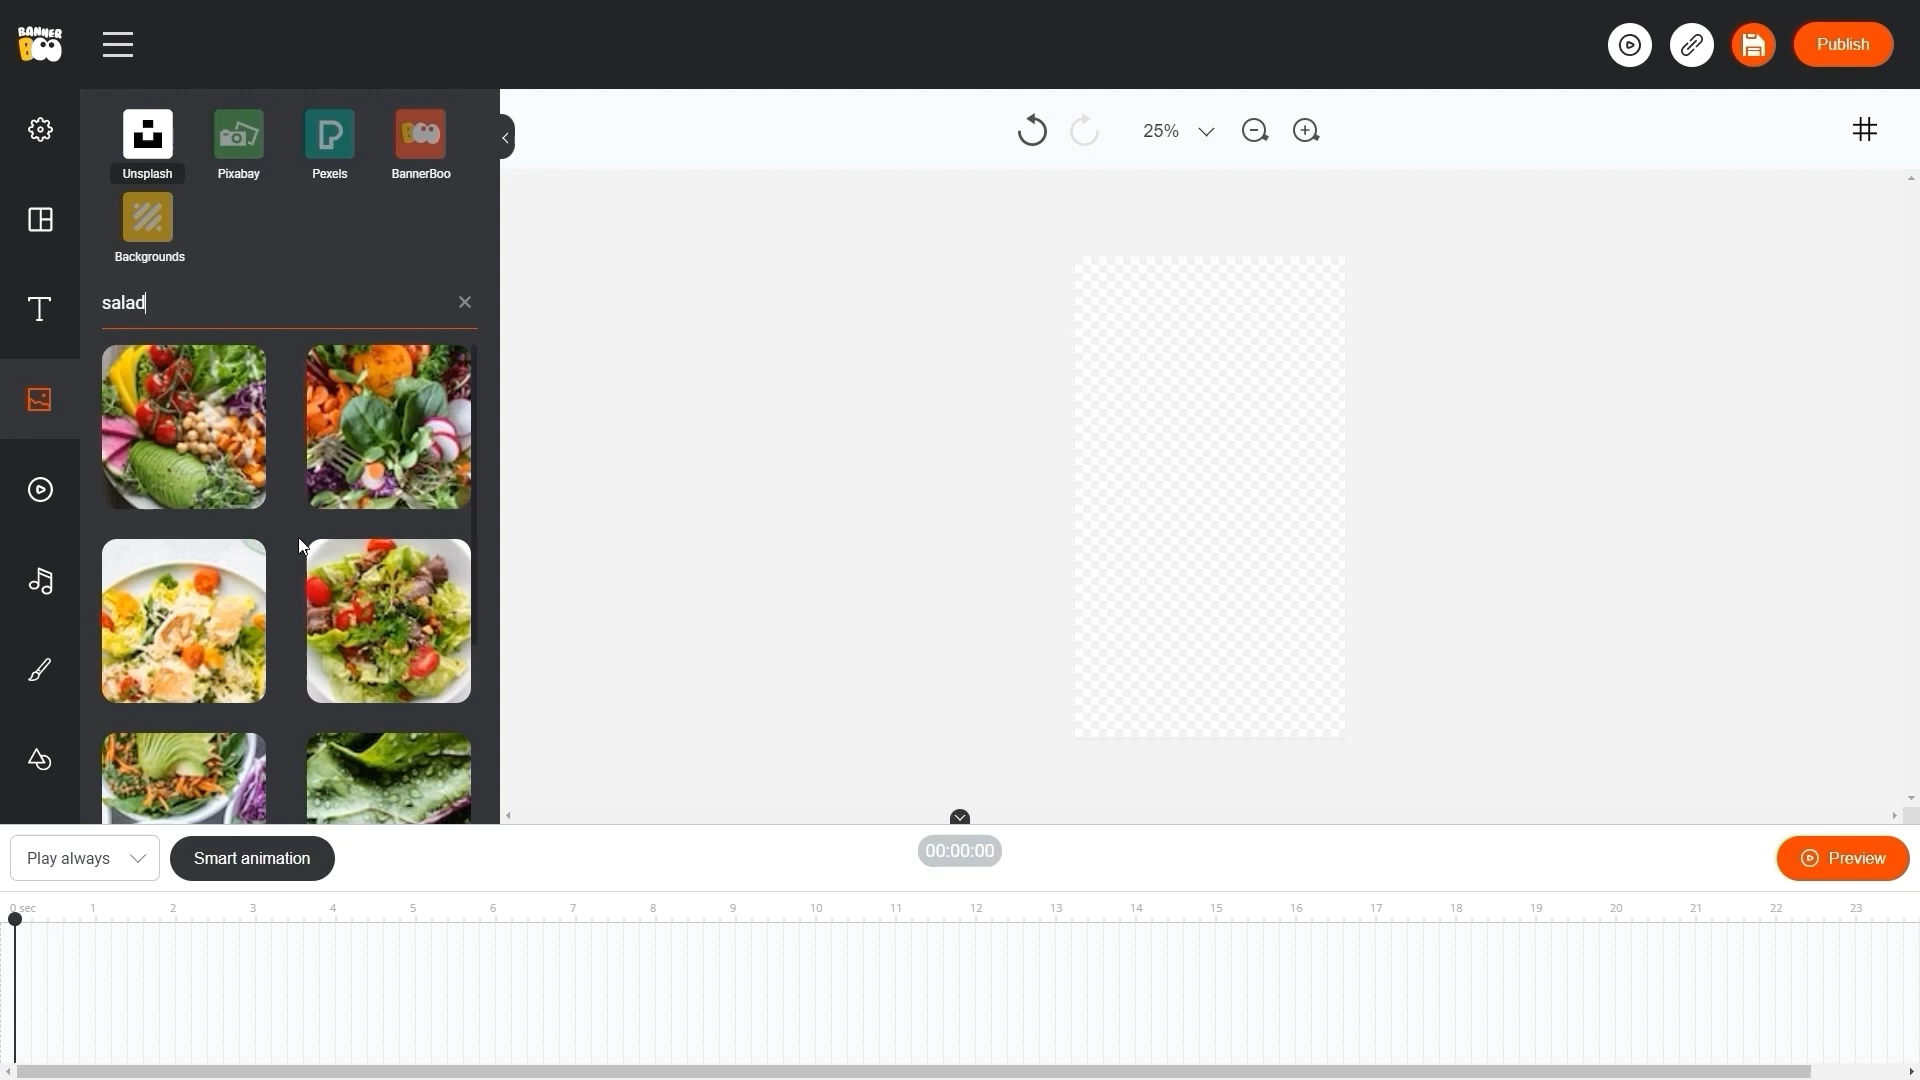 BANNER
BOO
Publish
Unsplash
Pixabay
BOO
Pexels
BannerBoo
Backgrounds
25%
salad
Play always
Smart animation
00:00:00
Preview
0 sec 1 2 3 4 5 6 7 8 9 10 11 12 13 14 15 16 17 18 19 20 21 22 23